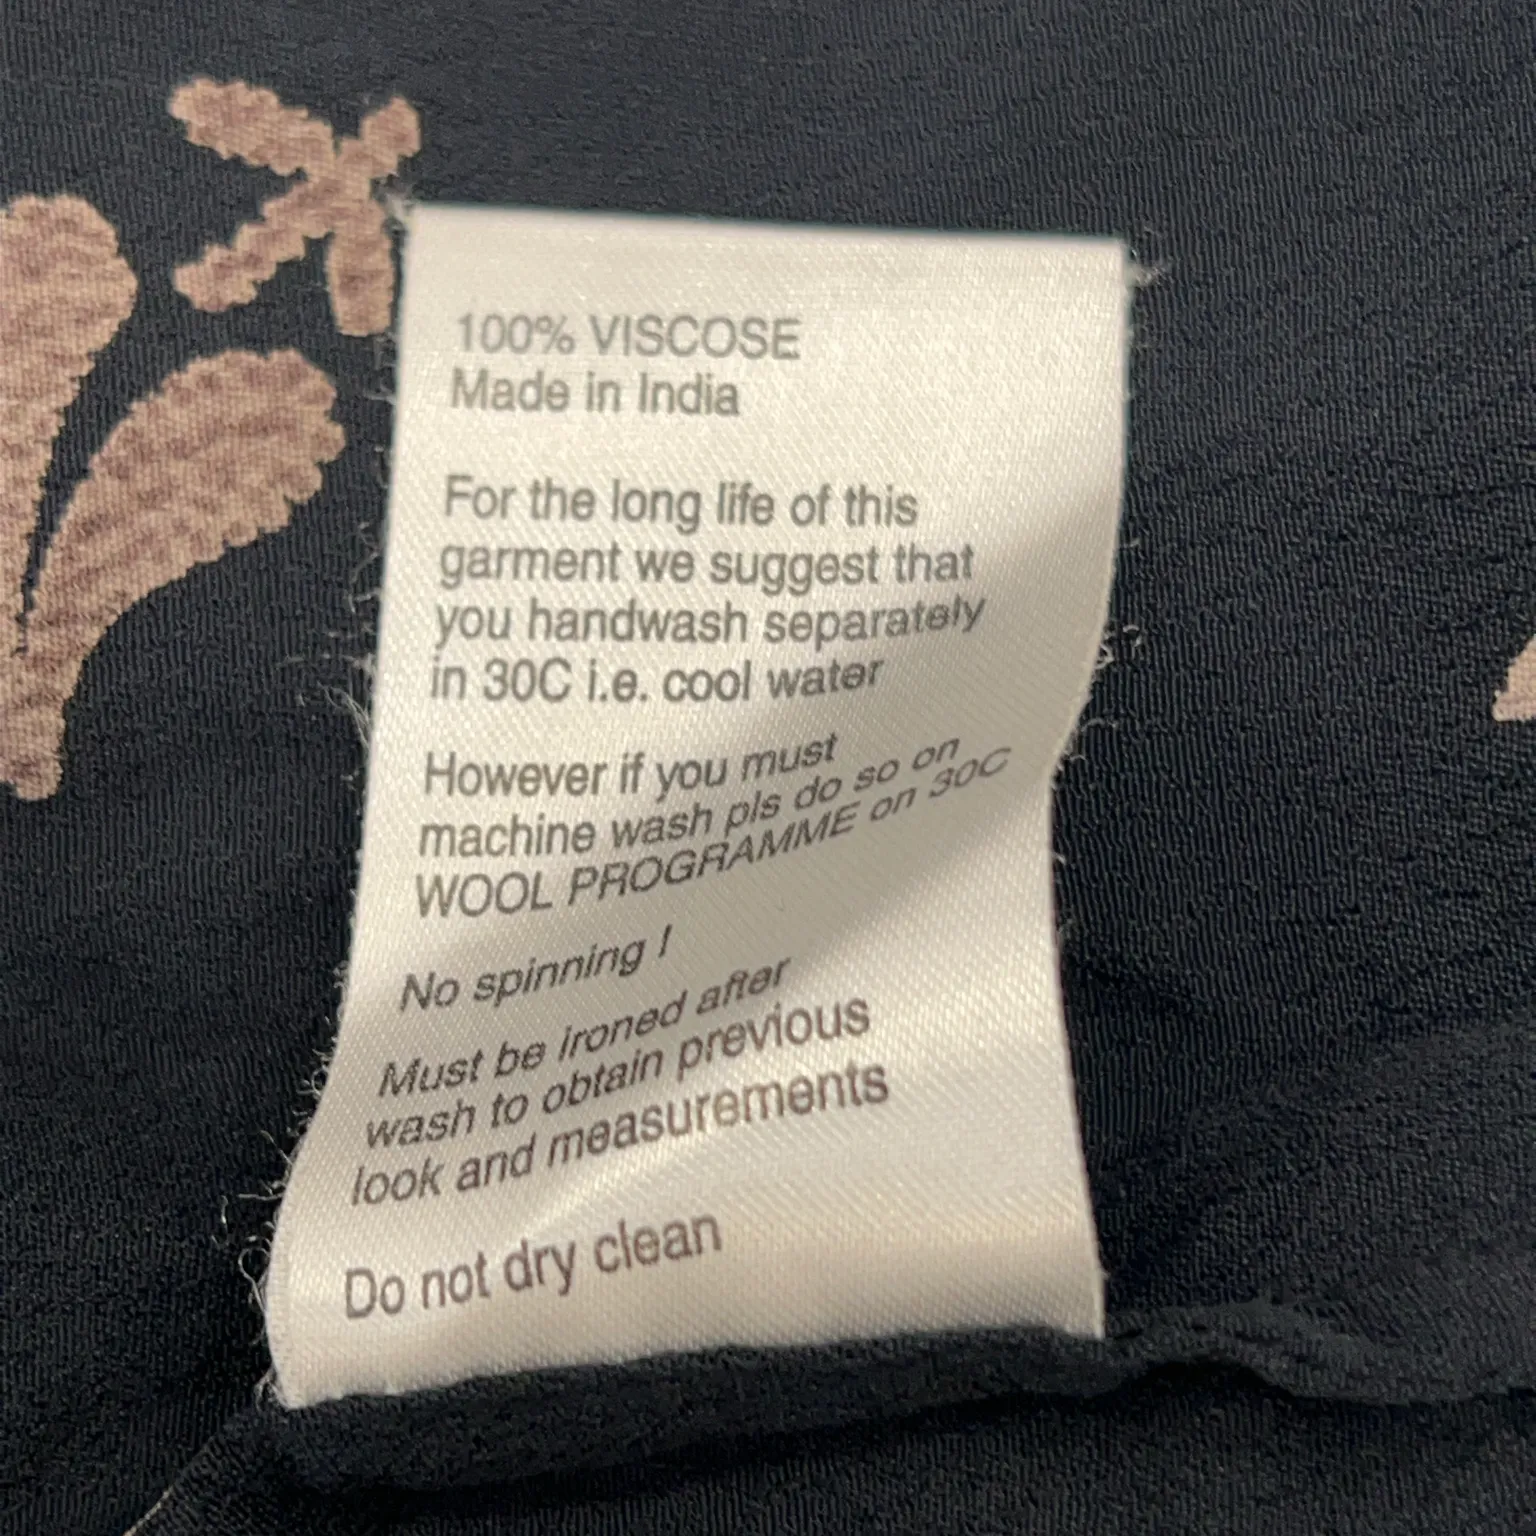 100% VISCOSE
Made in India
For the long life of this
garment we suggest that
you handwash separately
in 30C i.e. cool water
However if you must
machine wash pls do so on
WOOL PROGRAMME on 30C
No spinning !
Must be ironed after
wash to obtain previous
look and measurements
Do not dry clean